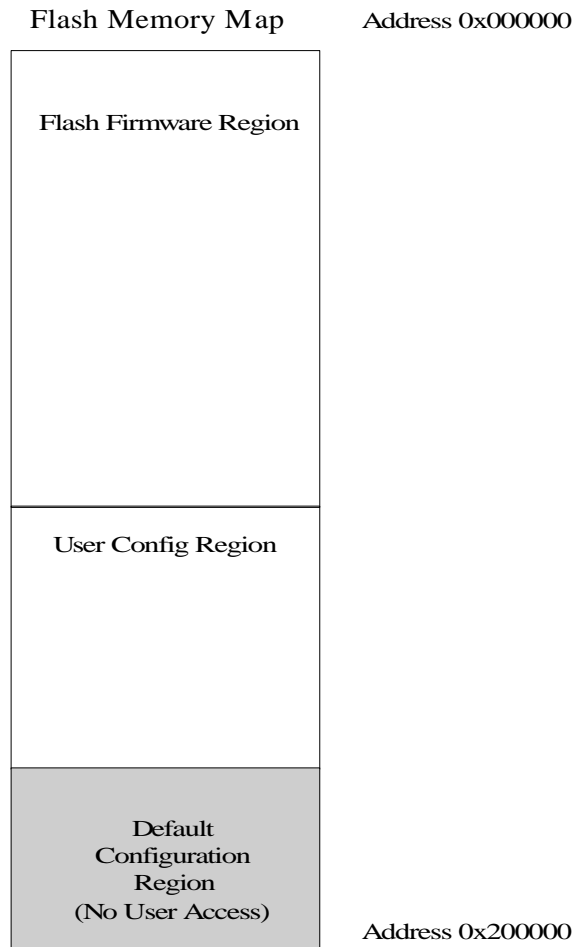 Flash Memory Map
Address 0x000000
Flash Firmware Region
User Config Region
Default
Configuration
Region
(No User Access)
Address 0x200000